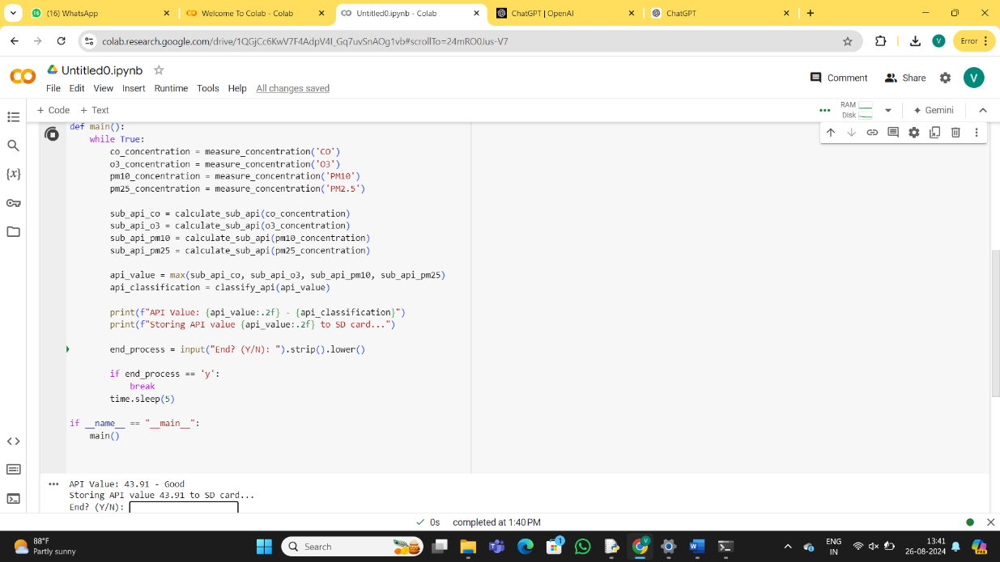 (16) WhatsApp
Welcome To Colab - Colab
Untitled0.ipynb - Colab
ChatGPT | OpenAI
ChatGPT
colab.research.google.com/drive/1QGjCc6KwV7F4AdpV4l_Gq7uvSnAOg1vb#scrollTo=24mRO0Jus-V7
V
Error
CO
Untitled0.ipynb
File Edit View Insert Runtime Tools Help All changes saved
Comment
Share
V
+ Code + Text
RAM
Disk
Gemini
def main():
while True:
co_concentration = measure_concentration('CO')
o3_concentration = measure_concentration('O3')
pm10_concentration = measure_concentration('PM10')
pm25_concentration = measure_concentration('PM2.5')
sub_api_co = calculate_sub_api(co_concentration)
sub_api_o3 = calculate_sub_api(o3_concentration)
sub_api_pm10 = calculate_sub_api(pm10_concentration)
sub_api_pm25 = calculate_sub_api(pm25_concentration)
api_value = max(sub_api_co, sub_api_o3, sub_api_pm10, sub_api_pm25)
api_classification = classify_api(api_value)
print(f"API Value: {api_value:.2f} - {api_classification}")
print(f"Storing API value {api_value:.2f} to SD card...")
end_process = input("End? (Y/N): ").strip().lower()
if end_process == 'y':
break
time.sleep(5)
if __name__ == "__main__":
main()
API Value: 43.91 - Good
Storing API value 43.91 to SD card...
End? (Y/N):
0s completed at 1:40 PM
88°F
Partly sunny
Search
1
V
ENG
IN
13:41
26-08-2024
PRE